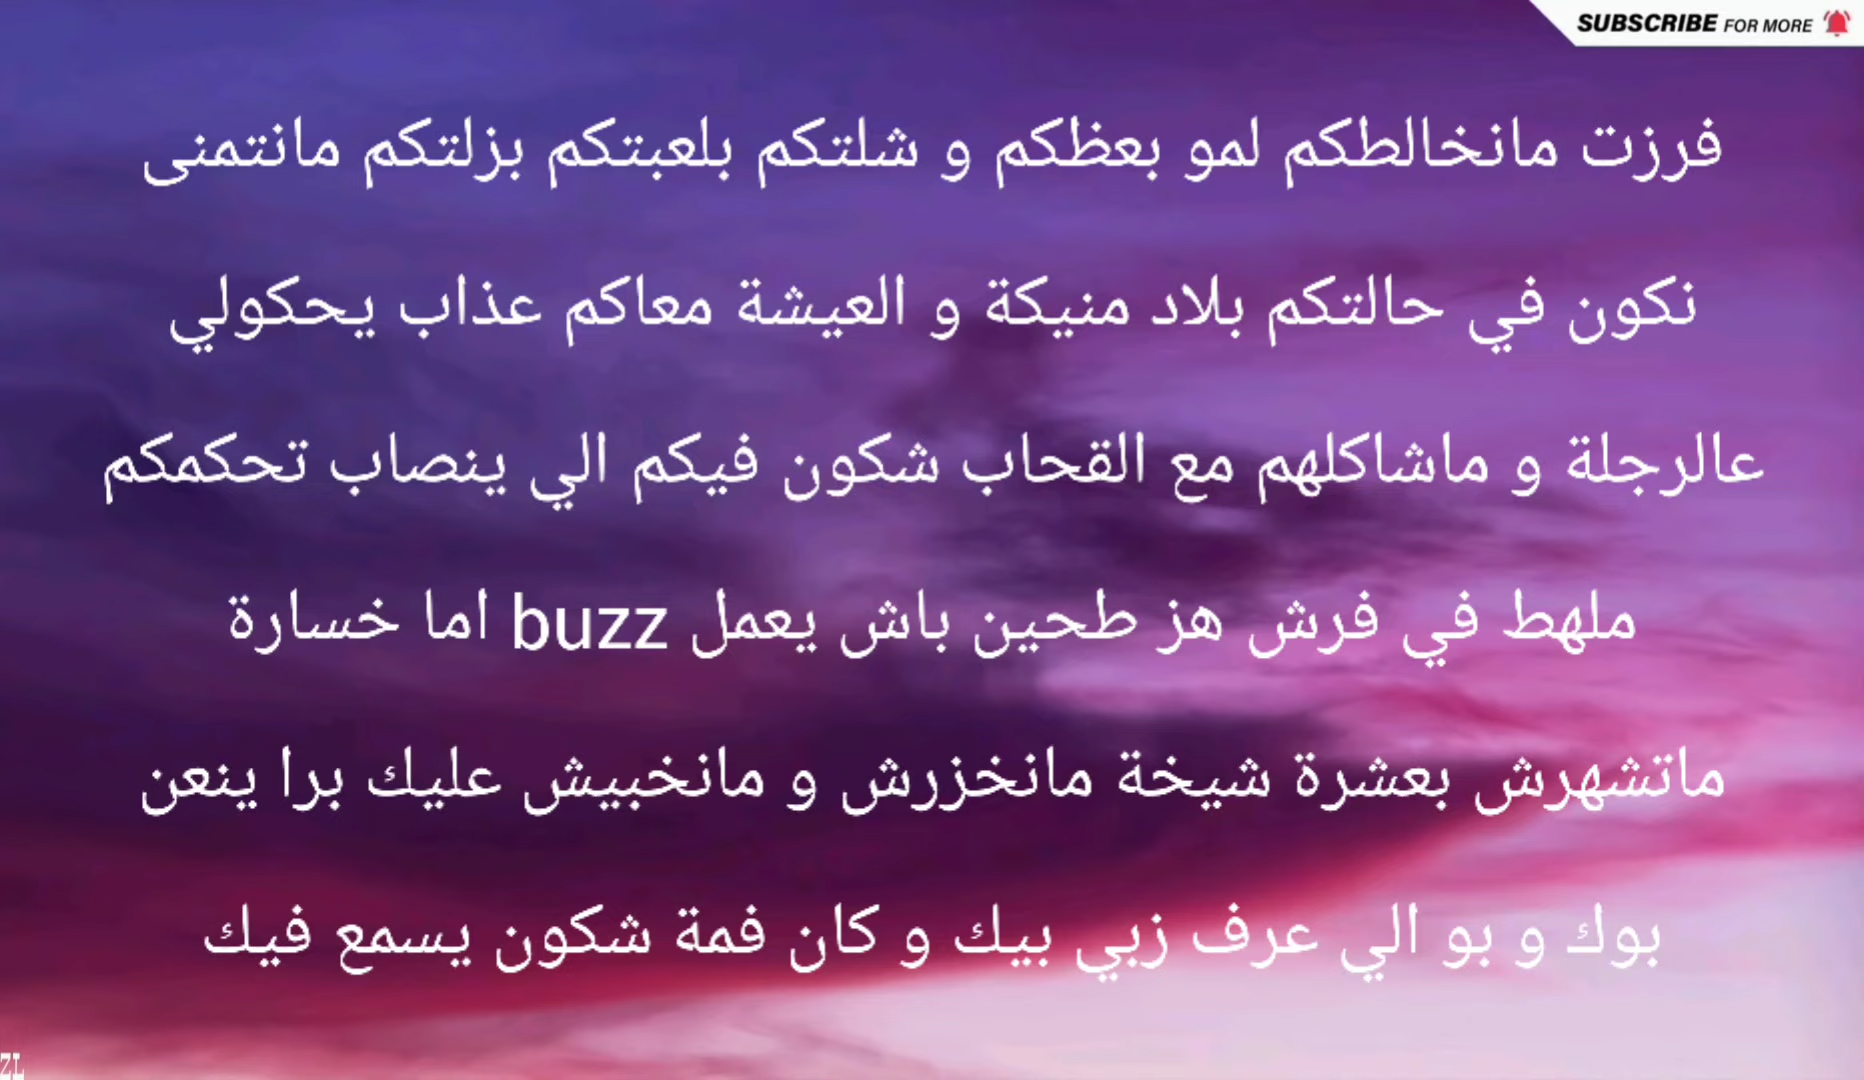 SUBSCRIBE FOR MORE
فرزت مانخالطكم لمو بعظكم و شلتكم بلعبتكم بزلتكم مانتمنى
نكون في حالتكم بلاد منيكة و العيشة معاكم عذاب يحكولي
عالرجلة و ماشاكلهم مع القحاب شكون فيكم الي ينصاب تحكمكم
ملهط في فرش هز طحين باش يعمل buzz اما خسارة
ماتشهرش بعشرة شيخة مانخزرش و مانخبيش عليك برا ينعن
بوك و بو الي عرف زبي بيك و كان فمة شكون يسمع فيك
ZL